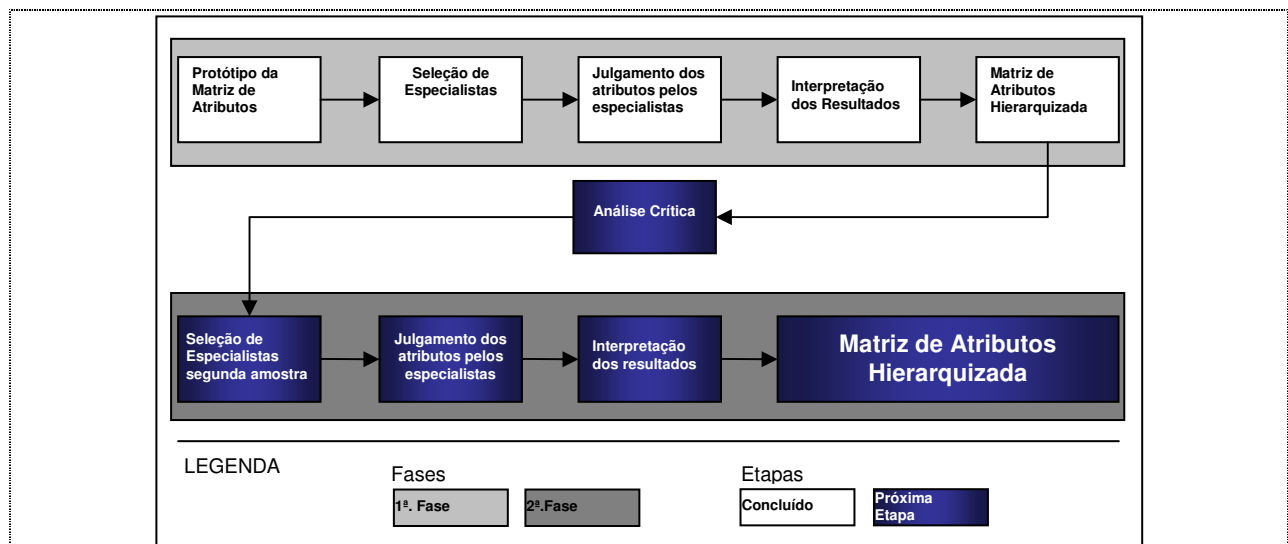 Protótipo da
Matriz de
Atributos
Seleção de
Especialistas
Julgamento dos
atributos pelos
especialistas
Interpretação
dos Resultados
Matriz de
Atributos
Hierarquizada
Análise Crítica
Seleção de
Especialistas
segunda amostra
Julgamento dos
atributos pelos
especialistas
Interpretação
dos resultados
Matriz de Atributos
Hierarquizada
LEGENDA
Fases
1ª. Fase
2ª.Fase
Etapas
Concluído
Próxima
Etapa